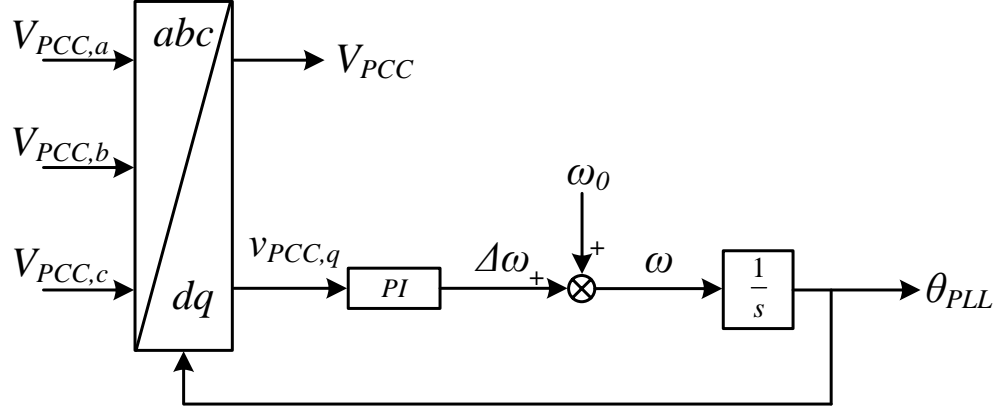 V_PCC,a
abc
V_PCC
V_PCC,b
V_PCC,c
dq
v_PCC,q
PI
Δω
+
ω_0
+
ω
1
s
θ_PLL